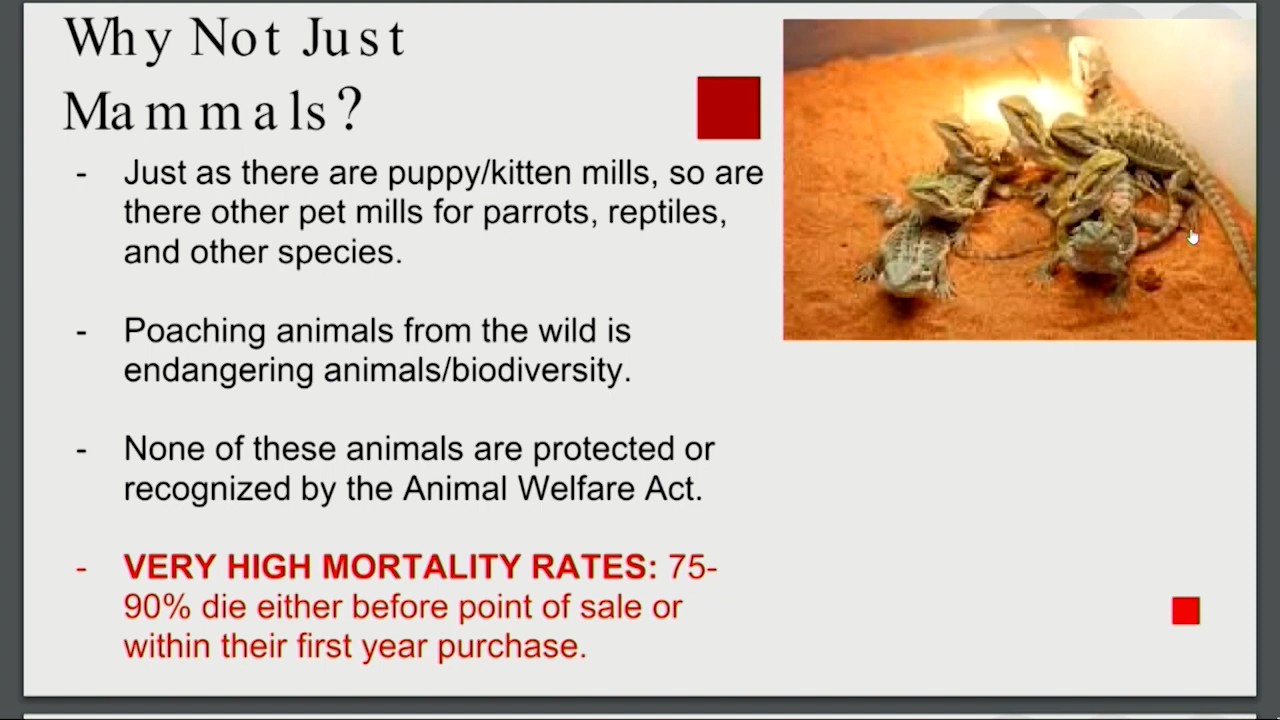 Why Not Just
Mammals?
- Just as there are puppy/kitten mills, so are
there other pet mills for parrots, reptiles,
and other species.
- Poaching animals from the wild is
endangering animals/biodiversity.
- None of these animals are protected or
recognized by the Animal Welfare Act.
- VERY HIGH MORTALITY RATES: 75-
90% die either before point of sale or
within their first year purchase.